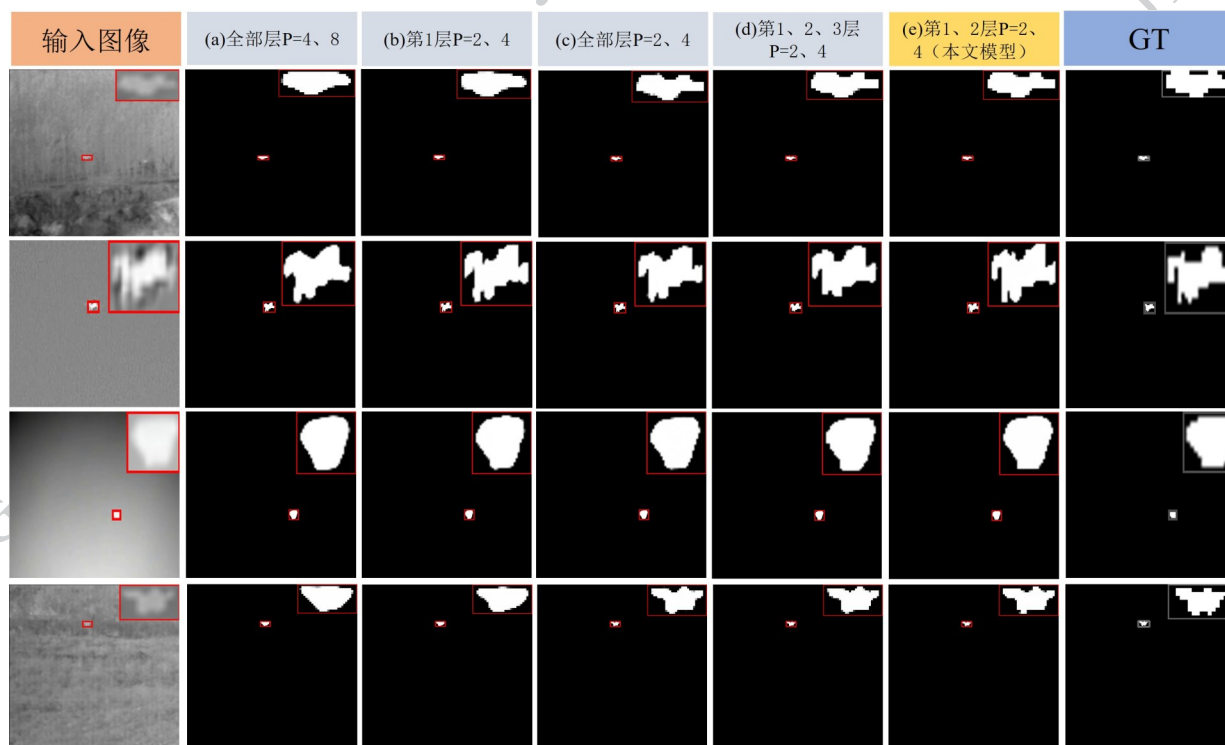 输入图像
(a)全部层P=4、8
(b)第1层P=2、4
(c)全部层P=2、4
(d)第1、2、3层
P=2、4
(e)第1、2层P=2、
4（本文模型）
GT